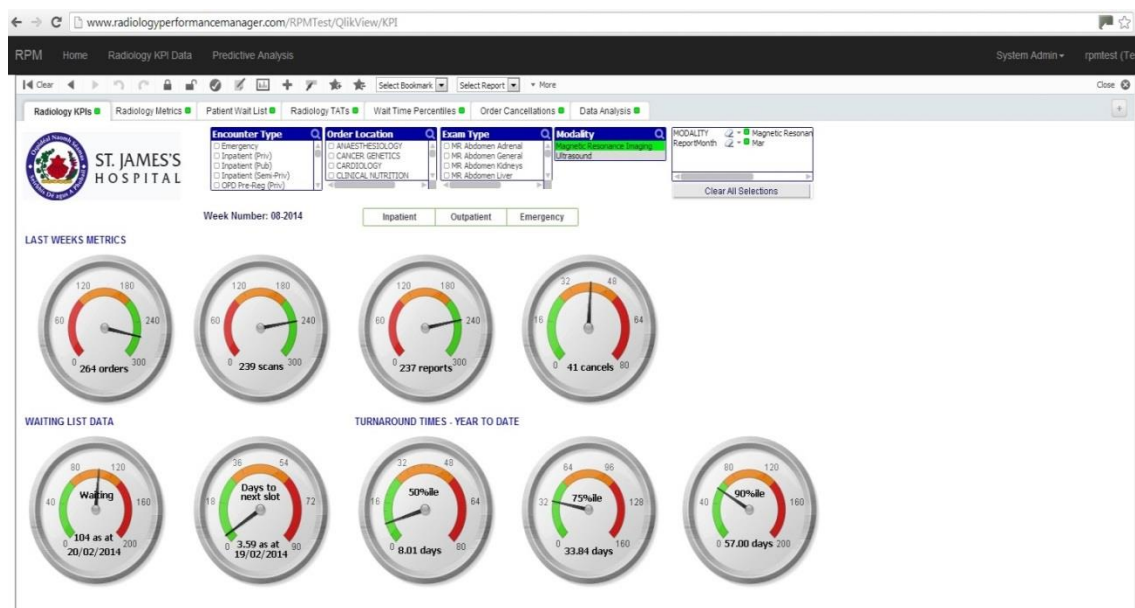 www.radiologyperformancemanager.com/RPMTest/QlikView/KPI
RPM Home Radiology KPI Data Predictive Analysis System Admin rpmtest (Te
Clear Select Bookmark Select Report More Close
Radiology KPIs Radiology Metrics Patient Wait List Radiology TATs Wait Time Percentiles Order Cancellations Data Analysis
ST. JAMES'S
HOSPITAL
Encounter Type Order Location Exam Type Modality
Emergency ANAESTHESIOLOGY MR Abdomen Adrenal Magnetic Resonance Imaging
Inpatient (Priv) CANCER GENETICS MR Abdomen General Ultrasound
Inpatient (Pub) CARDIOLOGY MR Abdomen Kidneys
Inpatient (Semi-Priv) CLINICAL NUTRITION MR Abdomen Liver
OPD Pre-Reg (Priv)
MODALITY Magnetic Resonan
ReportMonth Mar
Clear All Selections
Week Number: 08-2014 Inpatient Outpatient Emergency
LAST WEEKS METRICS
120 180
60 240
0 300
264 orders
120 180
60 240
0 300
239 scans
120 180
60 240
0 300
237 reports
32 48
16 64
0 41 cancels 80
WAITING LIST DATA
TURNAROUND TIMES - YEAR TO DATE
80 120
Waiting
40 160
104 as at
0 200
20/02/2014
36 54
Days to
next slot
18 72
0 3.59 as at 90
19/02/2014
32 48
50%ile
16 64
0 8.01 days 80
64 96
75%ile
32 128
0 33.84 days 160
80 120
90%ile
40 160
0 57.00 days 200